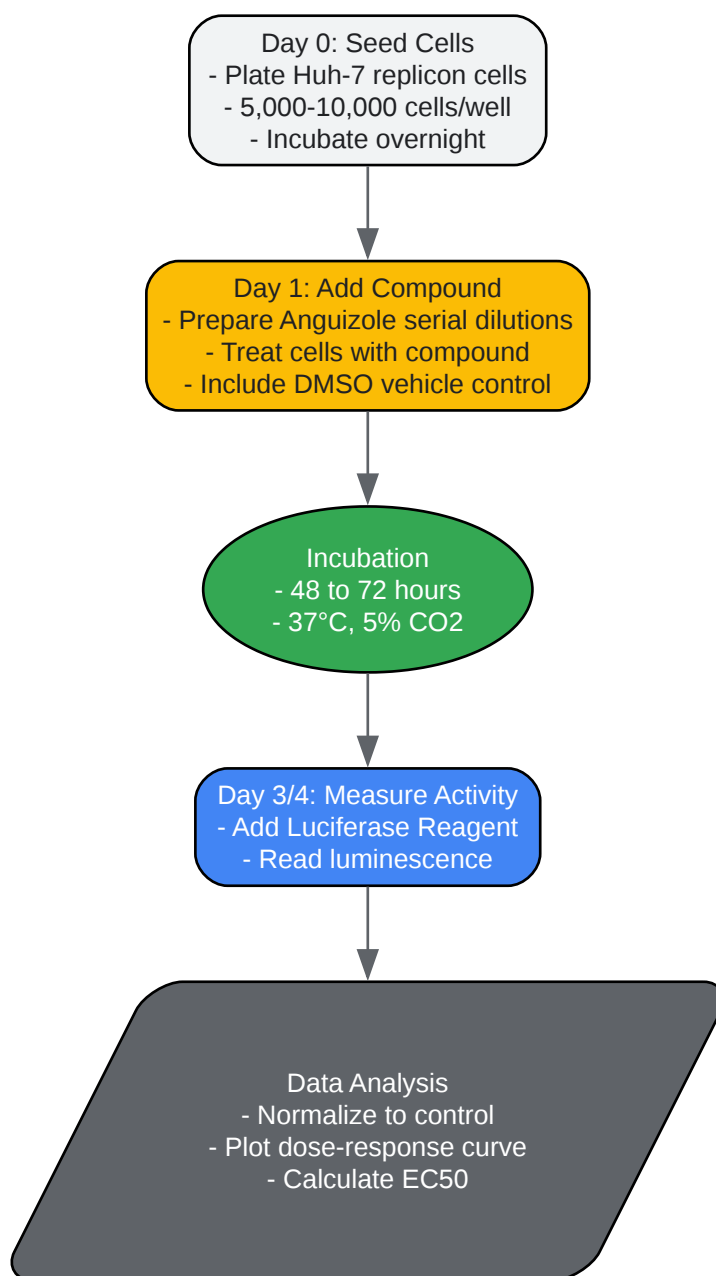 Day 0: Seed Cells
- Plate Huh-7 replicon cells
- 5,000-10,000 cells/well
- Incubate overnight
Day 1: Add Compound
- Prepare Anguizole serial dilutions
- Treat cells with compound
- Include DMSO vehicle control
Incubation
- 48 to 72 hours
- 37°C, 5% CO2
Day 3/4: Measure Activity
- Add Luciferase Reagent
- Read luminescence
Data Analysis
- Normalize to control
- Plot dose-response curve
- Calculate EC50